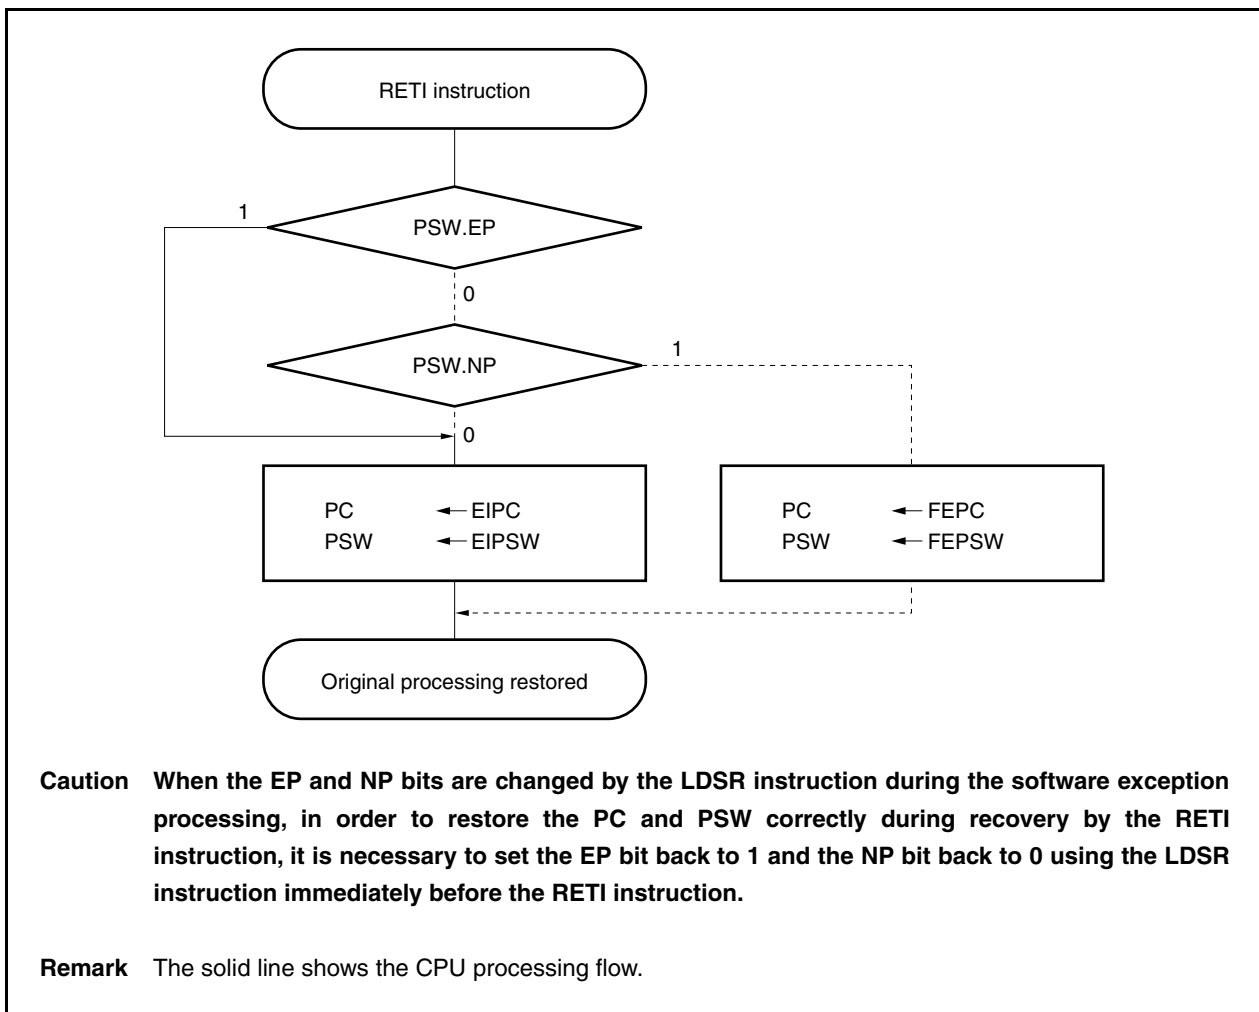 RETI instruction
1
PSW.EP
0
1
PSW.NP
0
PC ← EIPC
PSW ← EIPSW
PC ← FEPC
PSW ← FEPSW
Original processing restored
Caution When the EP and NP bits are changed by the LDSR instruction during the software exception
processing, in order to restore the PC and PSW correctly during recovery by the RETI
instruction, it is necessary to set the EP bit back to 1 and the NP bit back to 0 using the LDSR
instruction immediately before the RETI instruction.
Remark The solid line shows the CPU processing flow.